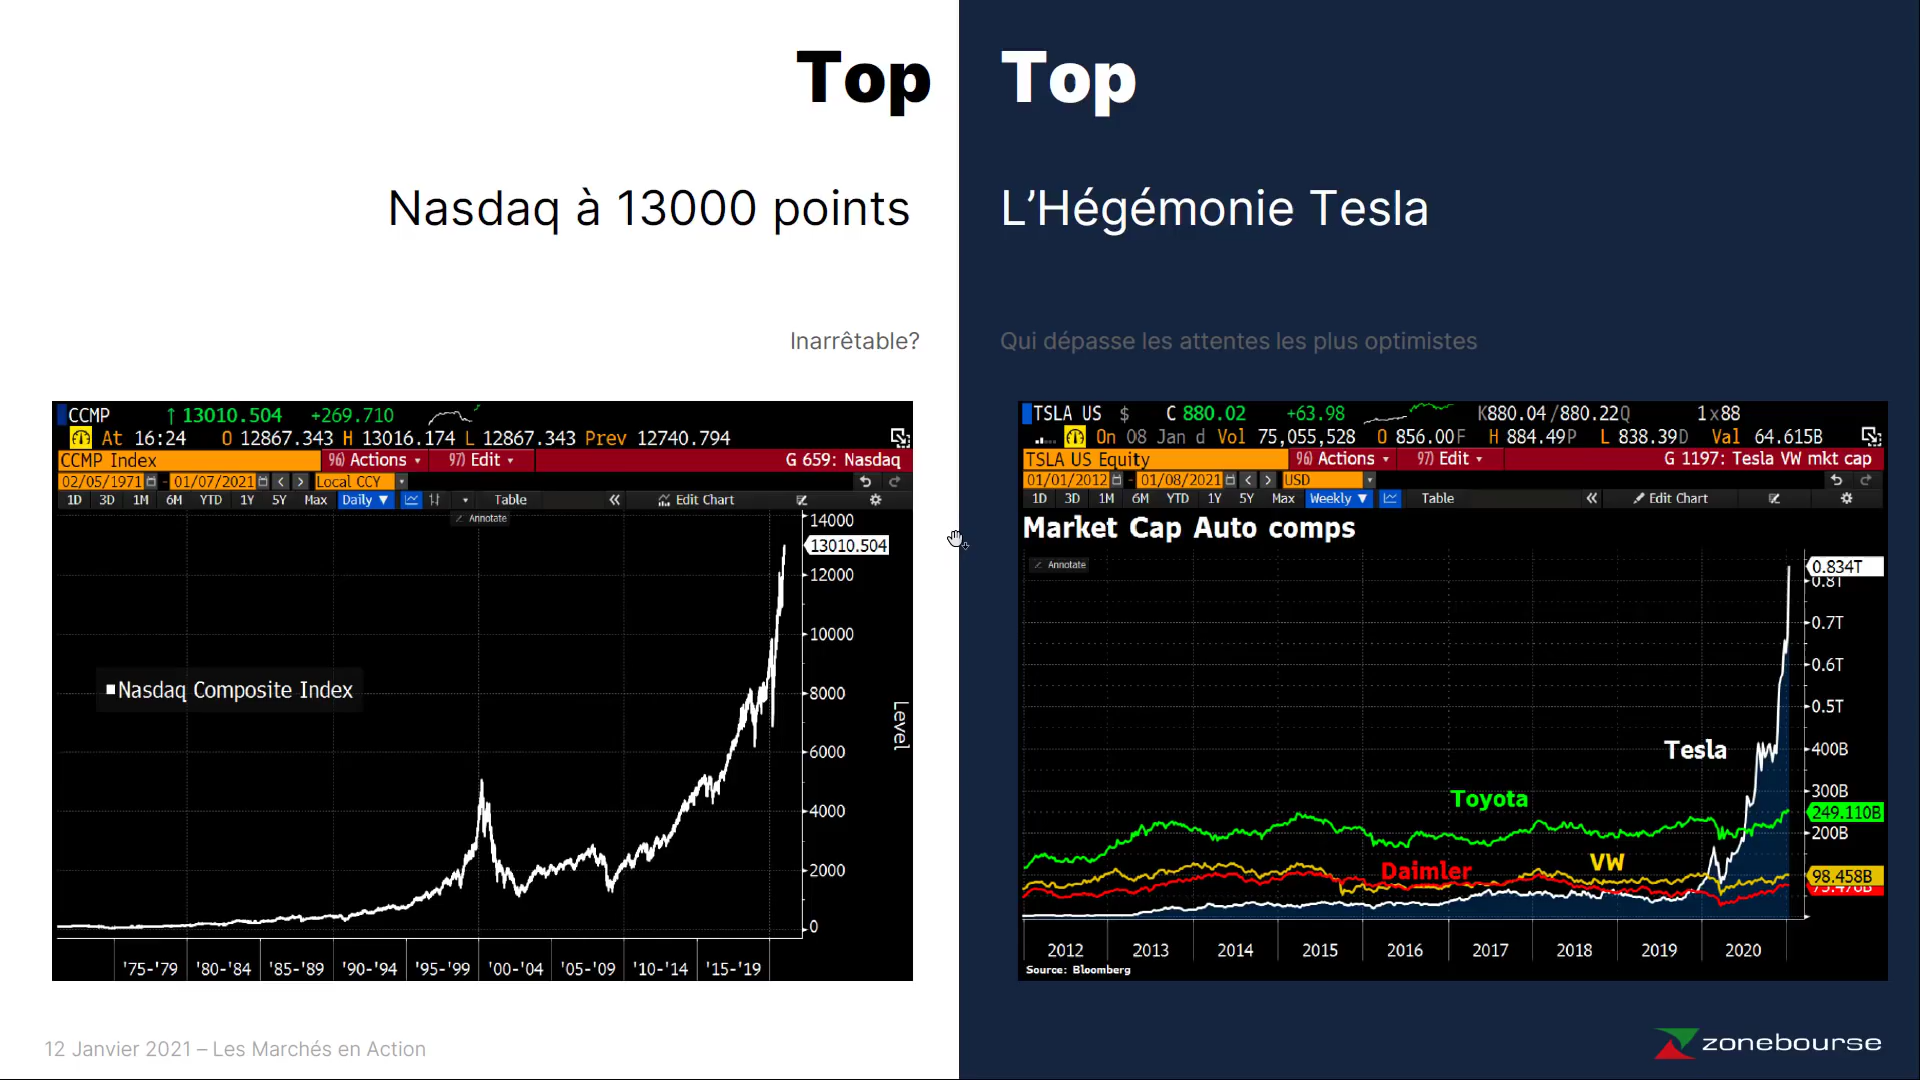 Top
Nasdaq à 13000 points
Inarrêtable?
CCMP ↑ 13010.504 +269.710
At 16:24 O 12867.343 H 13016.174 L 12867.343 Prev 12740.794
CCMP Index 96) Actions 97) Edit G 659: Nasdaq
02/05/1971 - 01/07/2021 Local CCY
1D 3D 1M 6M YTD 1Y 5Y Max Daily ▼ Table « Edit Chart
Annotate
14000
13010.504
12000
10000
Nasdaq Composite Index
8000
Level
6000
4000
2000
0
'75-'79 '80-'84 '85-'89 '90-'94 '95-'99 '00-'04 '05-'09 '10-'14 '15-'19
12 Janvier 2021 – Les Marchés en Action
Top
L’Hégémonie Tesla
Qui dépasse les attentes les plus optimistes
TSLA US $ C 880.02 +63.98 K880.04/880.22Q 1x88
On 08 Jan d Vol 75,055,528 O 856.00F H 884.49P L 838.39D Val 64.615B
TSLA US Equity 96) Actions 97) Edit G 1197: Tesla VW mkt cap
01/01/2012 - 01/08/2021 USD
1D 3D 1M 6M YTD 1Y 5Y Max Weekly ▼ Table « Edit Chart
Market Cap Auto comps
Annotate
0.834T
0.8T
0.7T
0.6T
0.5T
Tesla
400B
300B
Toyota
249.110B
200B
VW
Daimler
98.458B
2012 2013 2014 2015 2016 2017 2018 2019 2020
Source: Bloomberg
zonebourse